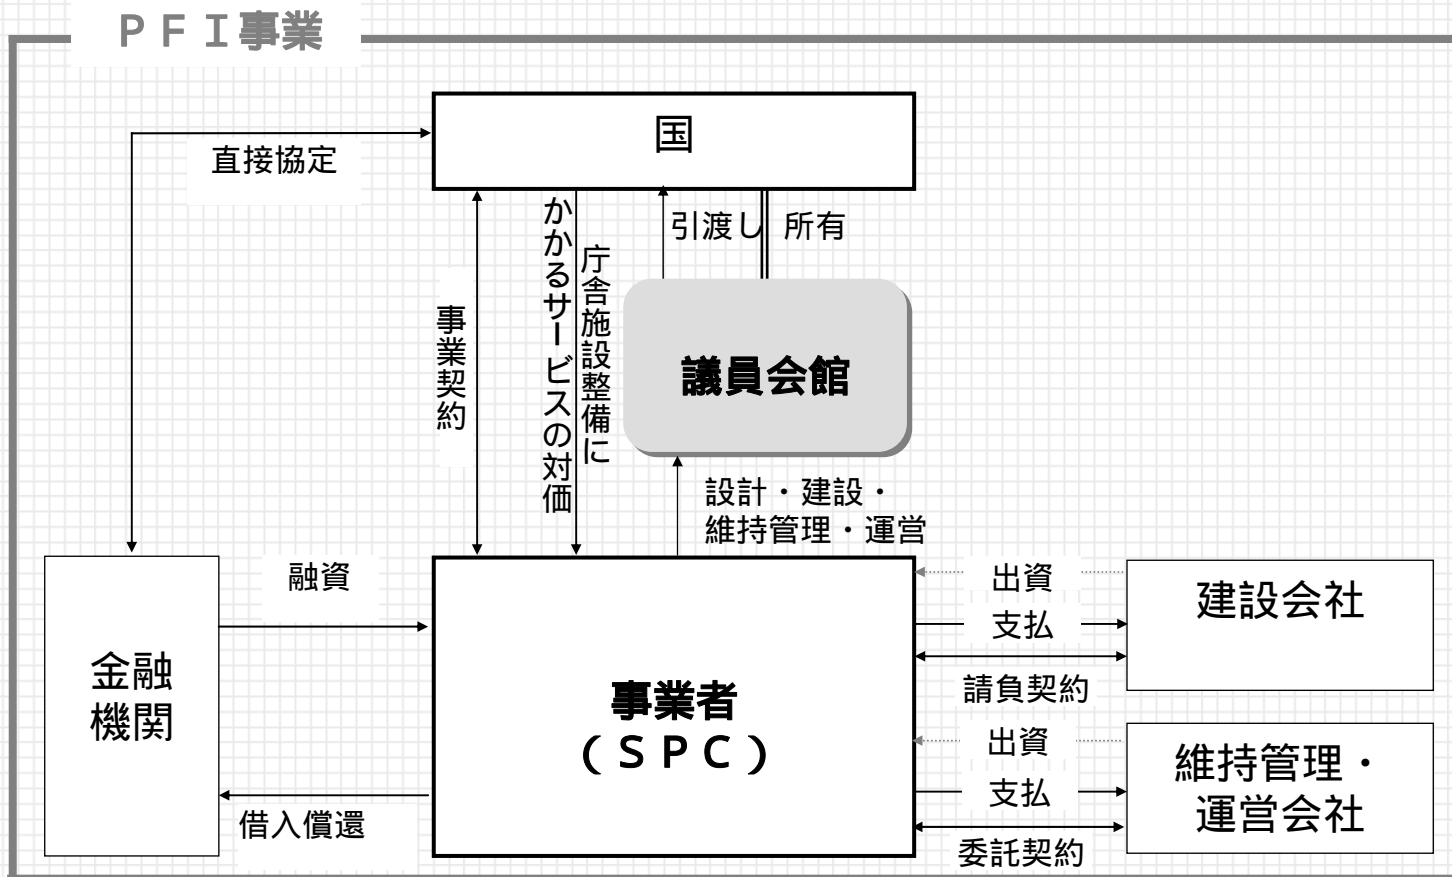 ＰＦＩ事業
国
直接協定
引渡し
所有
事業契約
庁舎施設整備に
かかるサービスの対価
議員会館
設計・建設・
維持管理・運営
融資
金融
機関
借入償還
事業者
（ＳＰＣ）
出資
支払
請負契約
建設会社
出資
支払
委託契約
維持管理・
運営会社